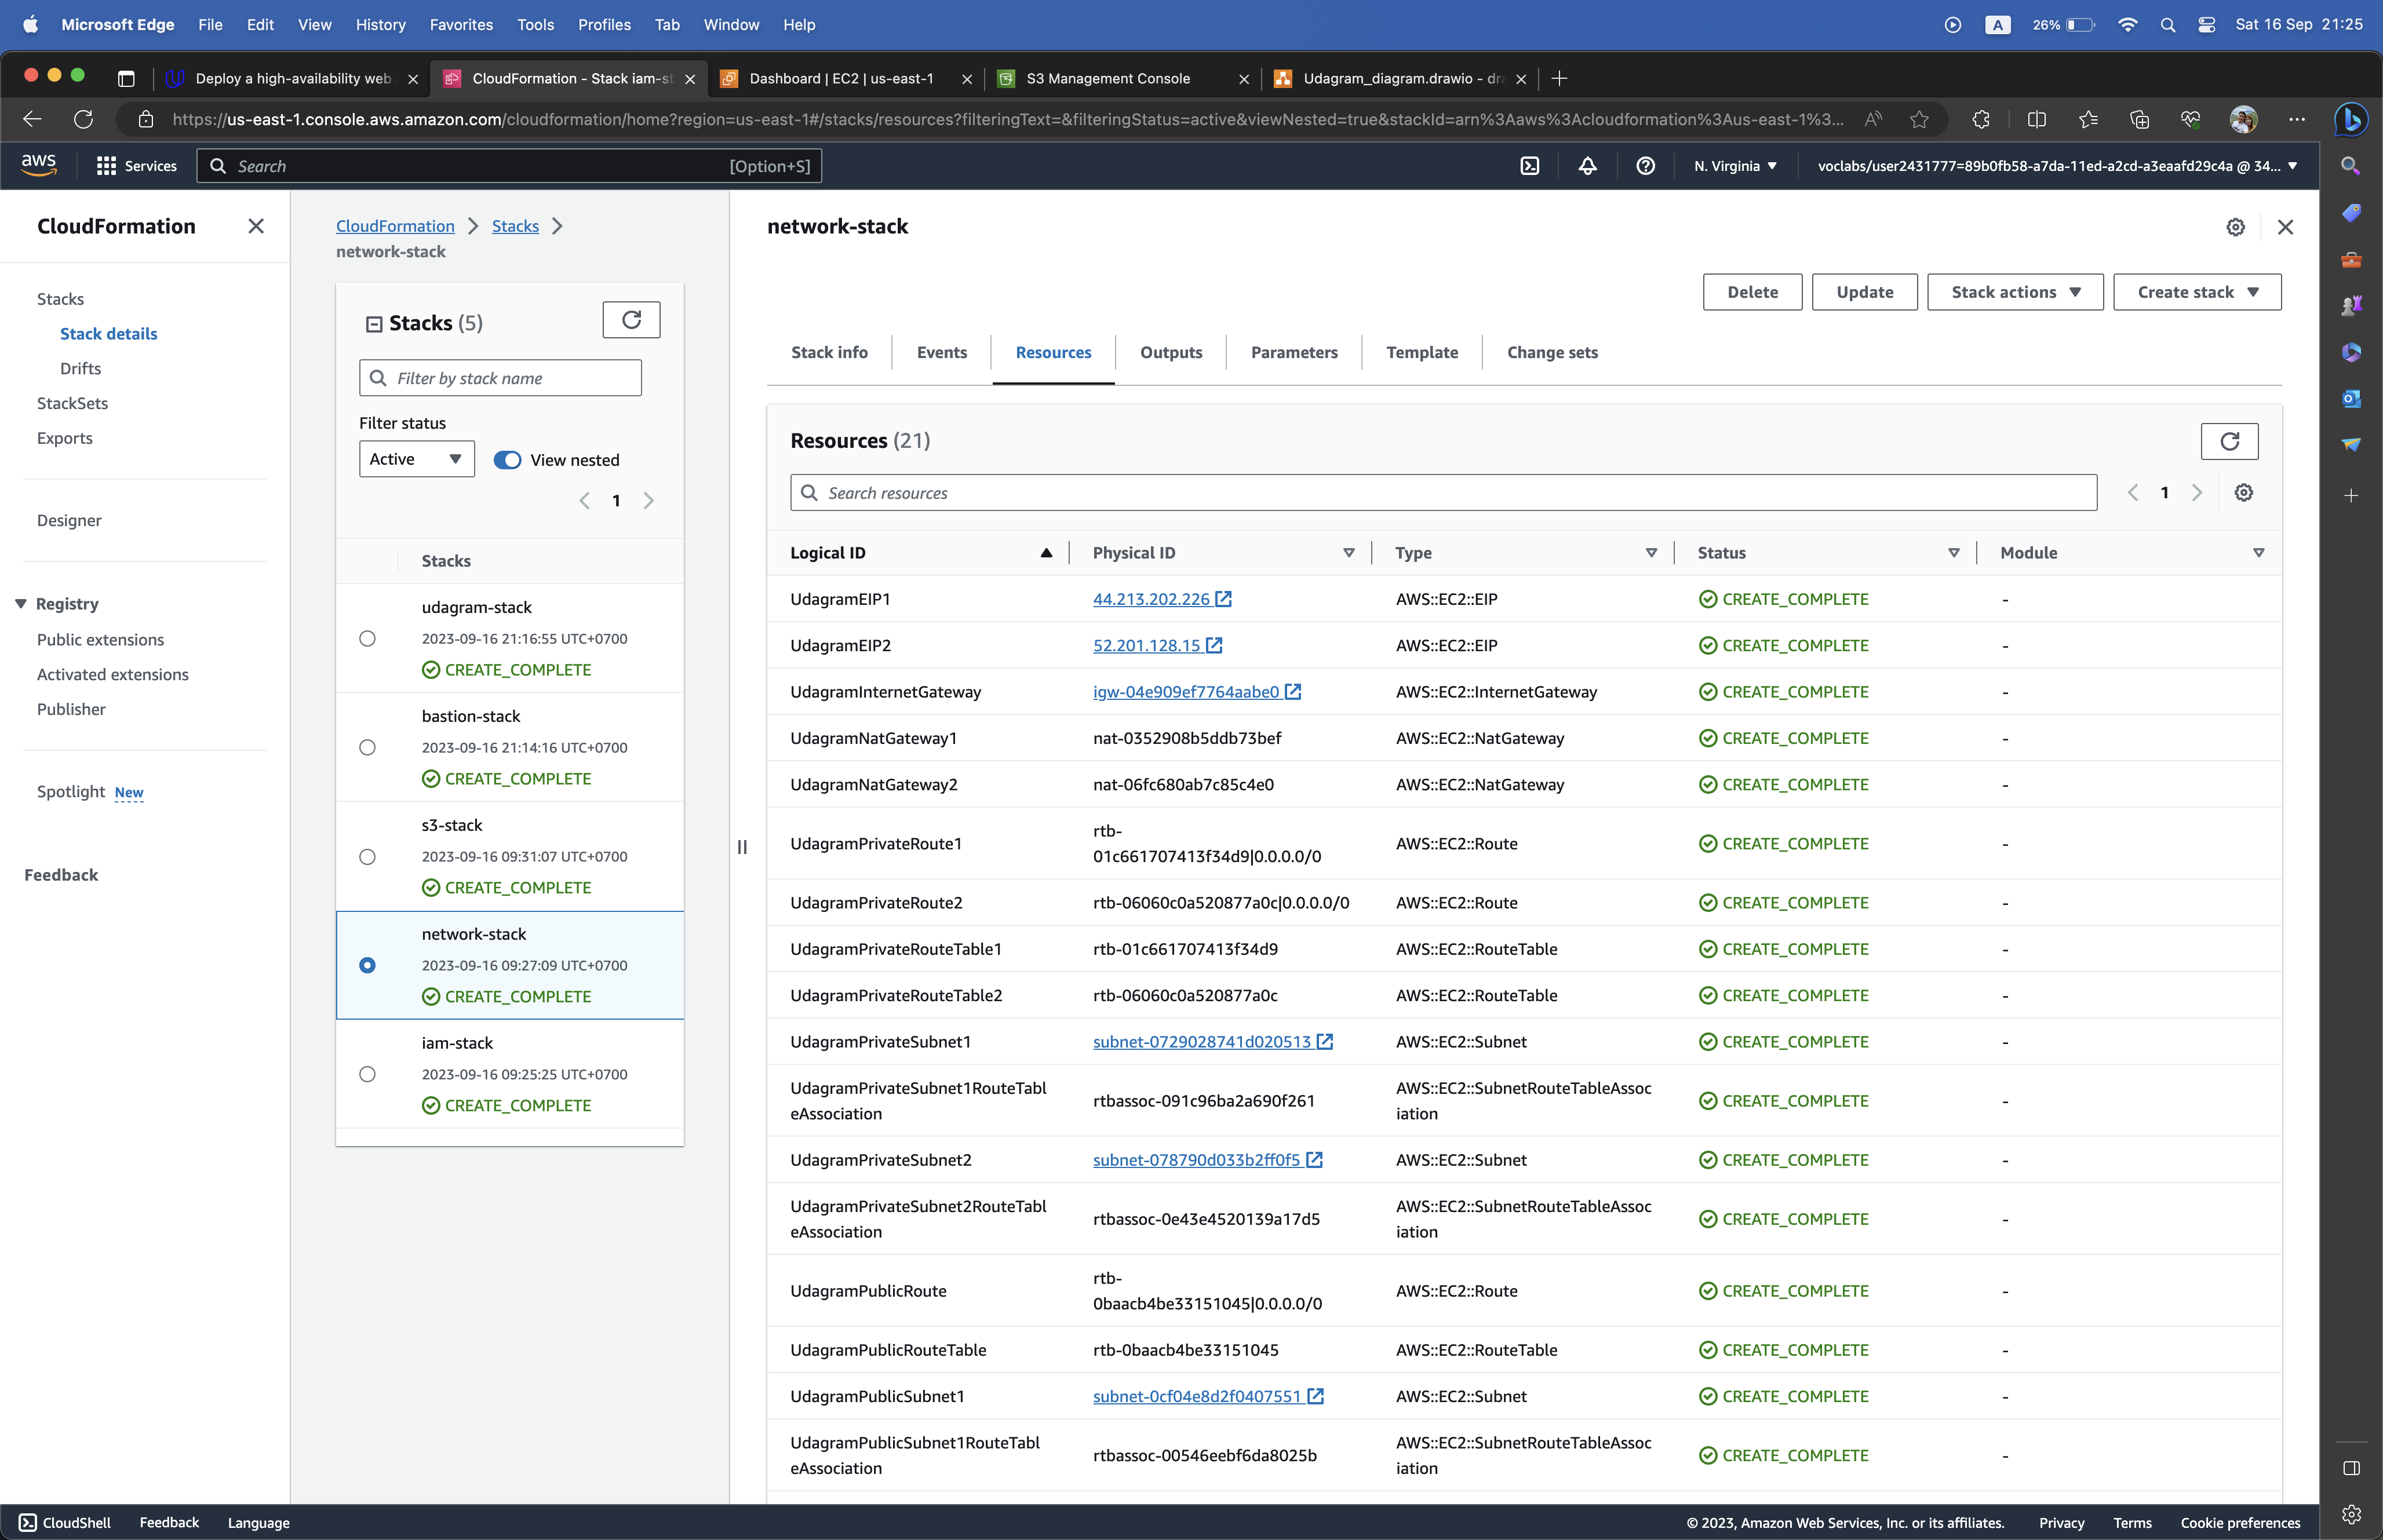 Microsoft Edge File Edit View History Favorites Tools Profiles Tab Window Help A 26% Sat 16 Sep 21:25
Deploy a high-availability web CloudFormation - Stack iam-st Dashboard | EC2 | us-east-1 S3 Management Console Udagram_diagram.drawio - dra
https://us-east-1.console.aws.amazon.com/cloudformation/home?region=us-east-1#/stacks/resources?filteringText=&filteringStatus=active&viewNested=true&stackId=arn%3Aaws%3Acloudformation%3Aus-east-1%3...
aws Services Search [Option+S] N. Virginia voclabs/user2431777=89b0fb58-a7da-11ed-a2cd-a3eaafd29c4a @ 34...
CloudFormation
Stacks
Stack details
Drifts
StackSets
Exports
Designer
Registry
Public extensions
Activated extensions
Publisher
Spotlight New
Feedback
CloudFormation Stacks
network-stack
Stacks (5)
Filter by stack name
Filter status
Active View nested
1
Stacks
udagram-stack
2023-09-16 21:16:55 UTC+0700
CREATE_COMPLETE
bastion-stack
2023-09-16 21:14:16 UTC+0700
CREATE_COMPLETE
s3-stack
2023-09-16 09:31:07 UTC+0700
CREATE_COMPLETE
network-stack
2023-09-16 09:27:09 UTC+0700
CREATE_COMPLETE
iam-stack
2023-09-16 09:25:25 UTC+0700
CREATE_COMPLETE
network-stack
Delete Update Stack actions Create stack
Stack info Events Resources Outputs Parameters Template Change sets
Resources (21)
Search resources 1
Logical ID Physical ID Type Status Module
UdagramEIP1 44.213.202.226 AWS::EC2::EIP CREATE_COMPLETE -
UdagramEIP2 52.201.128.15 AWS::EC2::EIP CREATE_COMPLETE -
UdagramInternetGateway igw-04e909ef7764aabe0 AWS::EC2::InternetGateway CREATE_COMPLETE -
UdagramNatGateway1 nat-0352908b5ddb73bef AWS::EC2::NatGateway CREATE_COMPLETE -
UdagramNatGateway2 nat-06fc680ab7c85c4e0 AWS::EC2::NatGateway CREATE_COMPLETE -
rtb-
UdagramPrivateRoute1 01c661707413f34d9|0.0.0.0/0 AWS::EC2::Route CREATE_COMPLETE -
UdagramPrivateRoute2 rtb-06060c0a520877a0c|0.0.0.0/0 AWS::EC2::Route CREATE_COMPLETE -
UdagramPrivateRouteTable1 rtb-01c661707413f34d9 AWS::EC2::RouteTable CREATE_COMPLETE -
UdagramPrivateRouteTable2 rtb-06060c0a520877a0c AWS::EC2::RouteTable CREATE_COMPLETE -
UdagramPrivateSubnet1 subnet-0729028741d020513 AWS::EC2::Subnet CREATE_COMPLETE -
UdagramPrivateSubnet1RouteTabl AWS::EC2::SubnetRouteTableAssoc
eAssociation rtbassoc-091c96ba2a690f261 iation CREATE_COMPLETE -
UdagramPrivateSubnet2 subnet-078790d033b2ff0f5 AWS::EC2::Subnet CREATE_COMPLETE -
UdagramPrivateSubnet2RouteTabl AWS::EC2::SubnetRouteTableAssoc
eAssociation rtbassoc-0e43e4520139a17d5 iation CREATE_COMPLETE -
rtb-
UdagramPublicRoute 0baacb4be33151045|0.0.0.0/0 AWS::EC2::Route CREATE_COMPLETE -
UdagramPublicRouteTable rtb-0baacb4be33151045 AWS::EC2::RouteTable CREATE_COMPLETE -
UdagramPublicSubnet1 subnet-0cf04e8d2f0407551 AWS::EC2::Subnet CREATE_COMPLETE -
UdagramPublicSubnet1RouteTabl AWS::EC2::SubnetRouteTableAssoc
eAssociation rtbassoc-00546eebf6da8025b iation CREATE_COMPLETE -
CloudShell Feedback Language © 2023, Amazon Web Services, Inc. or its affiliates. Privacy Terms Cookie preferences